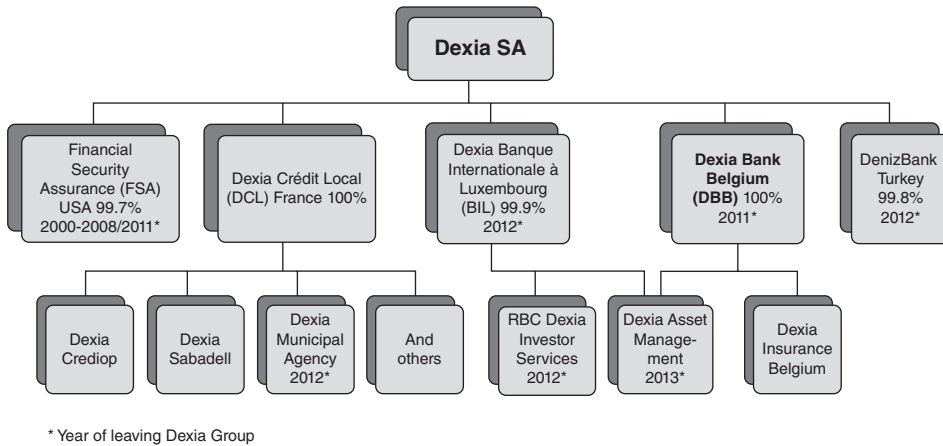 Dexia SA
Financial
Security
Assurance (FSA)
USA 99.7%
2000-2008/2011*
Dexia Crédit Local
(DCL) France 100%
Dexia Banque
Internationale à
Luxembourg
(BIL) 99.9%
2012*
Dexia Bank
Belgium
(DBB) 100%
2011*
DenizBank
Turkey
99.8%
2012*
Dexia
Crediop
Dexia
Sabadell
Dexia
Municipal
Agency
2012*
And
others
RBC Dexia
Investor
Services
2012*
Dexia Asset
Manage-
ment
2013*
Dexia
Insurance
Belgium
* Year of leaving Dexia Group